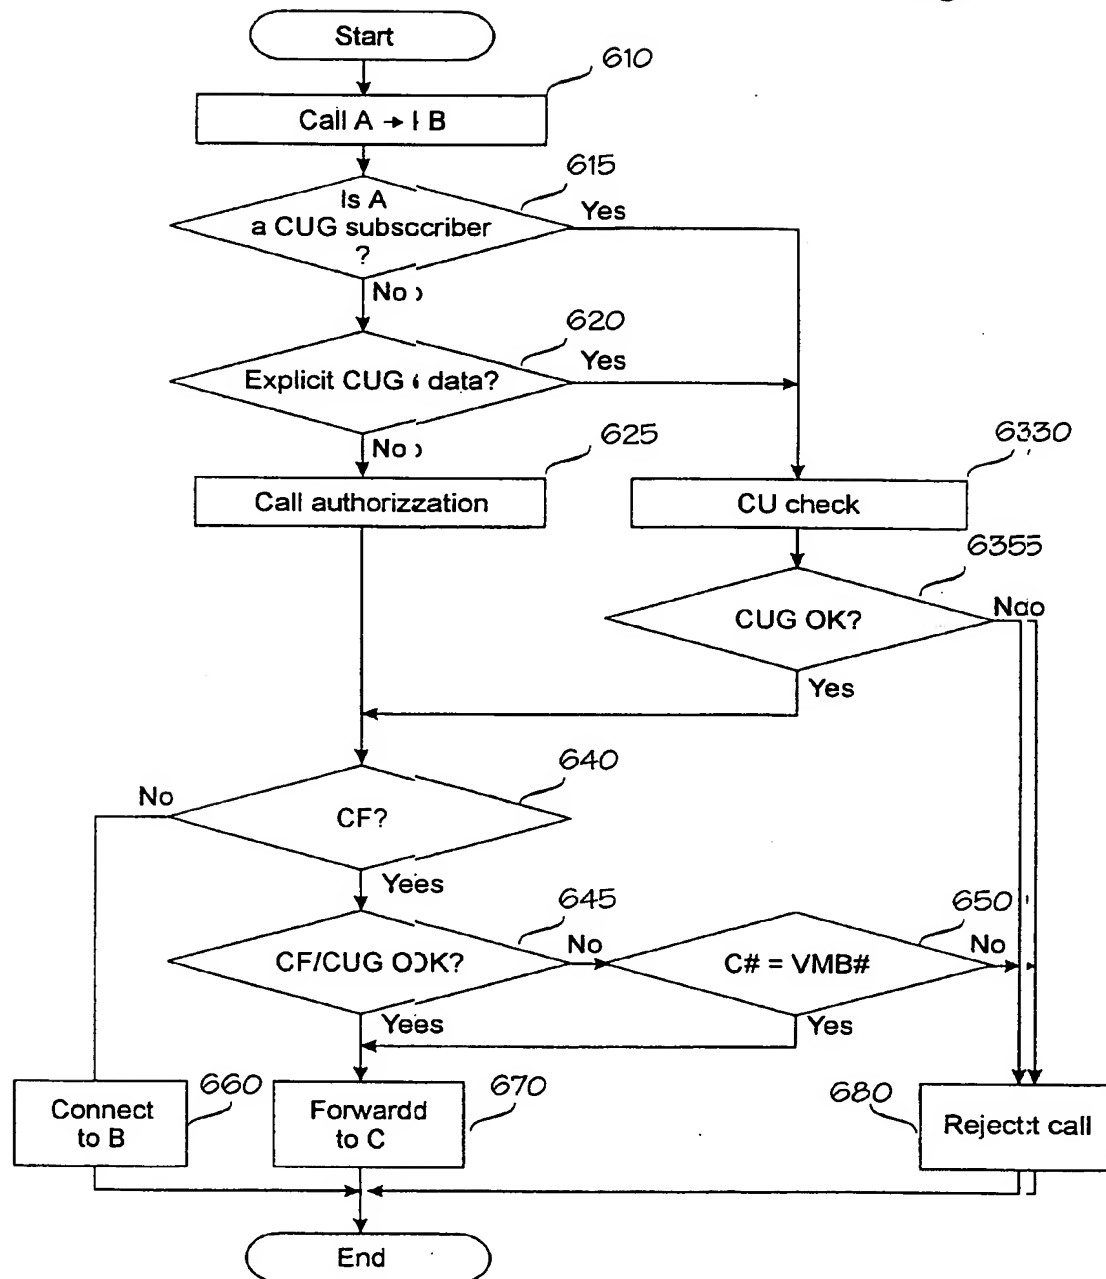 Start
610
Call A → I B
615
Is A
a CUG subsccriber
?
Yes
No
620
Explicit CUG data?
Yes
No
625
Call authorizzation
6330
CU check
6355
CUG OK?
Ndo
Yes
640
CF?
No
Yees
645
CF/CUG OOK?
No
650
C# = VMB#
No
Yees
Yes
660
Connect
to B
670
Forwardd
to C
680
Reject:t call
End